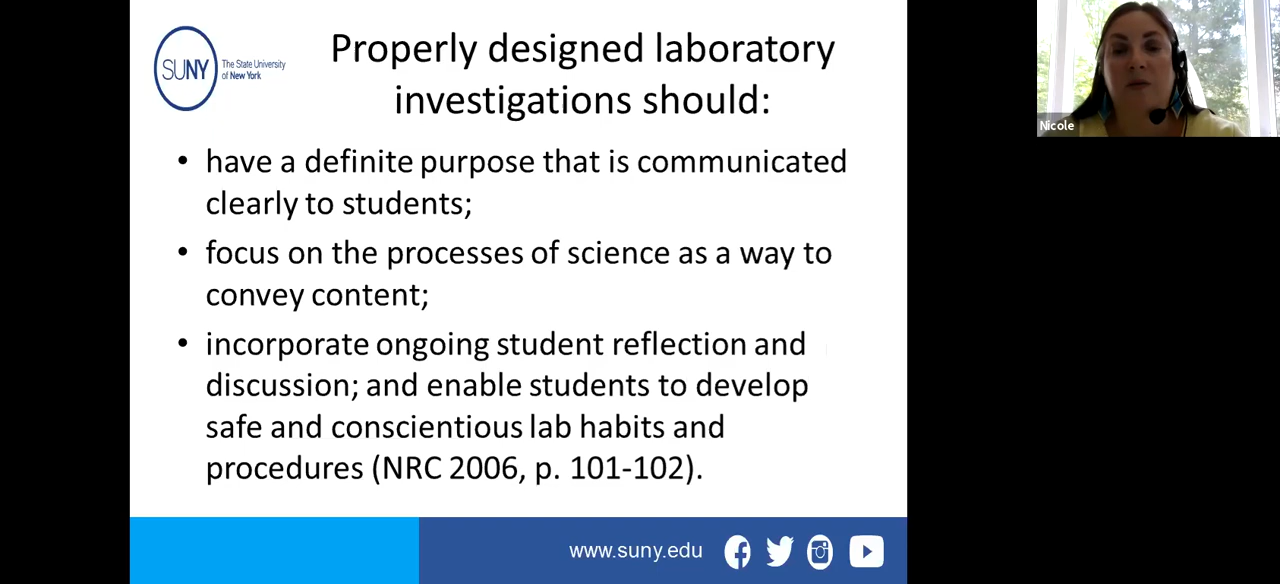 SUNY
The State University
of New York
Properly designed laboratory
investigations should:
• have a definite purpose that is communicated
clearly to students;
• focus on the processes of science as a way to
convey content;
• incorporate ongoing student reflection and
discussion; and enable students to develop
safe and conscientious lab habits and
procedures (NRC 2006, p. 101-102).
www.suny.edu
Nicole